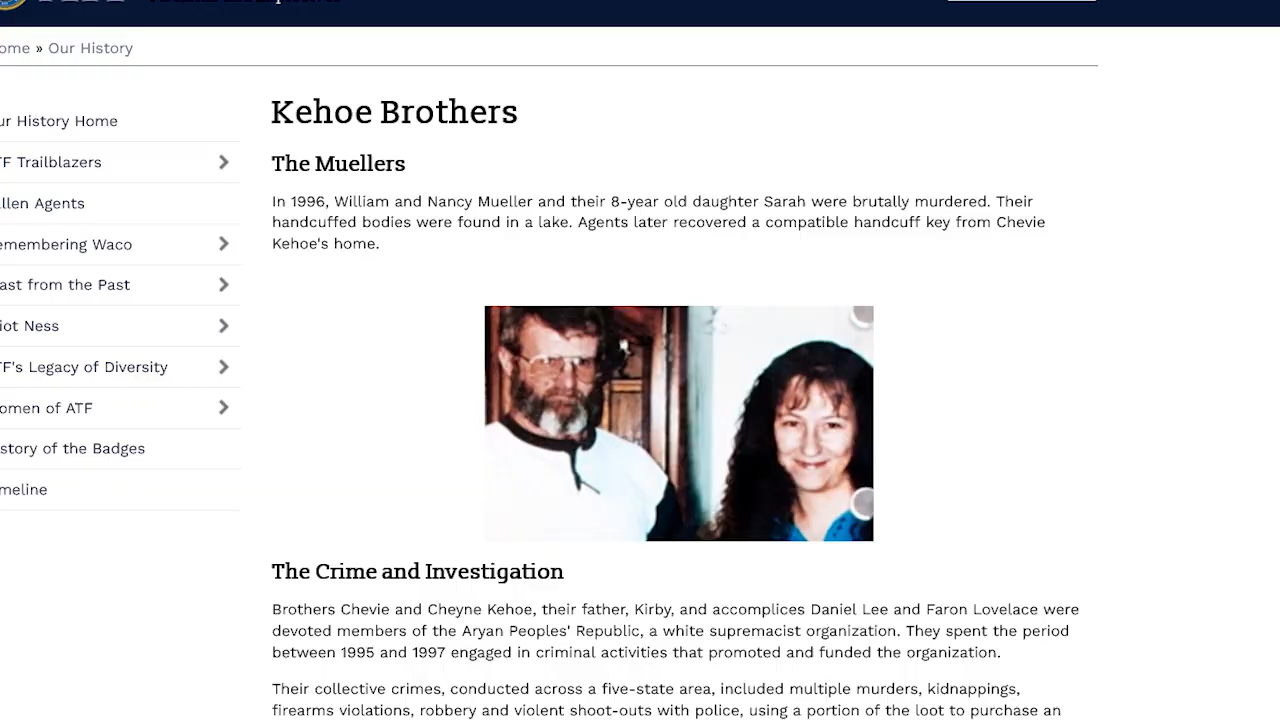 ome » Our History
ur History Home
TF Trailblazers
llen Agents
emembering Waco
ast from the Past
iot Ness
TF's Legacy of Diversity
omen of ATF
story of the Badges
meline
Kehoe Brothers
The Muellers
In 1996, William and Nancy Mueller and their 8-year old daughter Sarah were brutally murdered. Their
handcuffed bodies were found in a lake. Agents later recovered a compatible handcuff key from Chevie
Kehoe's home.
The Crime and Investigation
Brothers Chevie and Cheyne Kehoe, their father, Kirby, and accomplices Daniel Lee and Faron Lovelace were
devoted members of the Aryan Peoples' Republic, a white supremacist organization. They spent the period
between 1995 and 1997 engaged in criminal activities that promoted and funded the organization.
Their collective crimes, conducted across a five-state area, included multiple murders, kidnappings,
firearms violations, robbery and violent shoot-outs with police, using a portion of the loot to purchase an